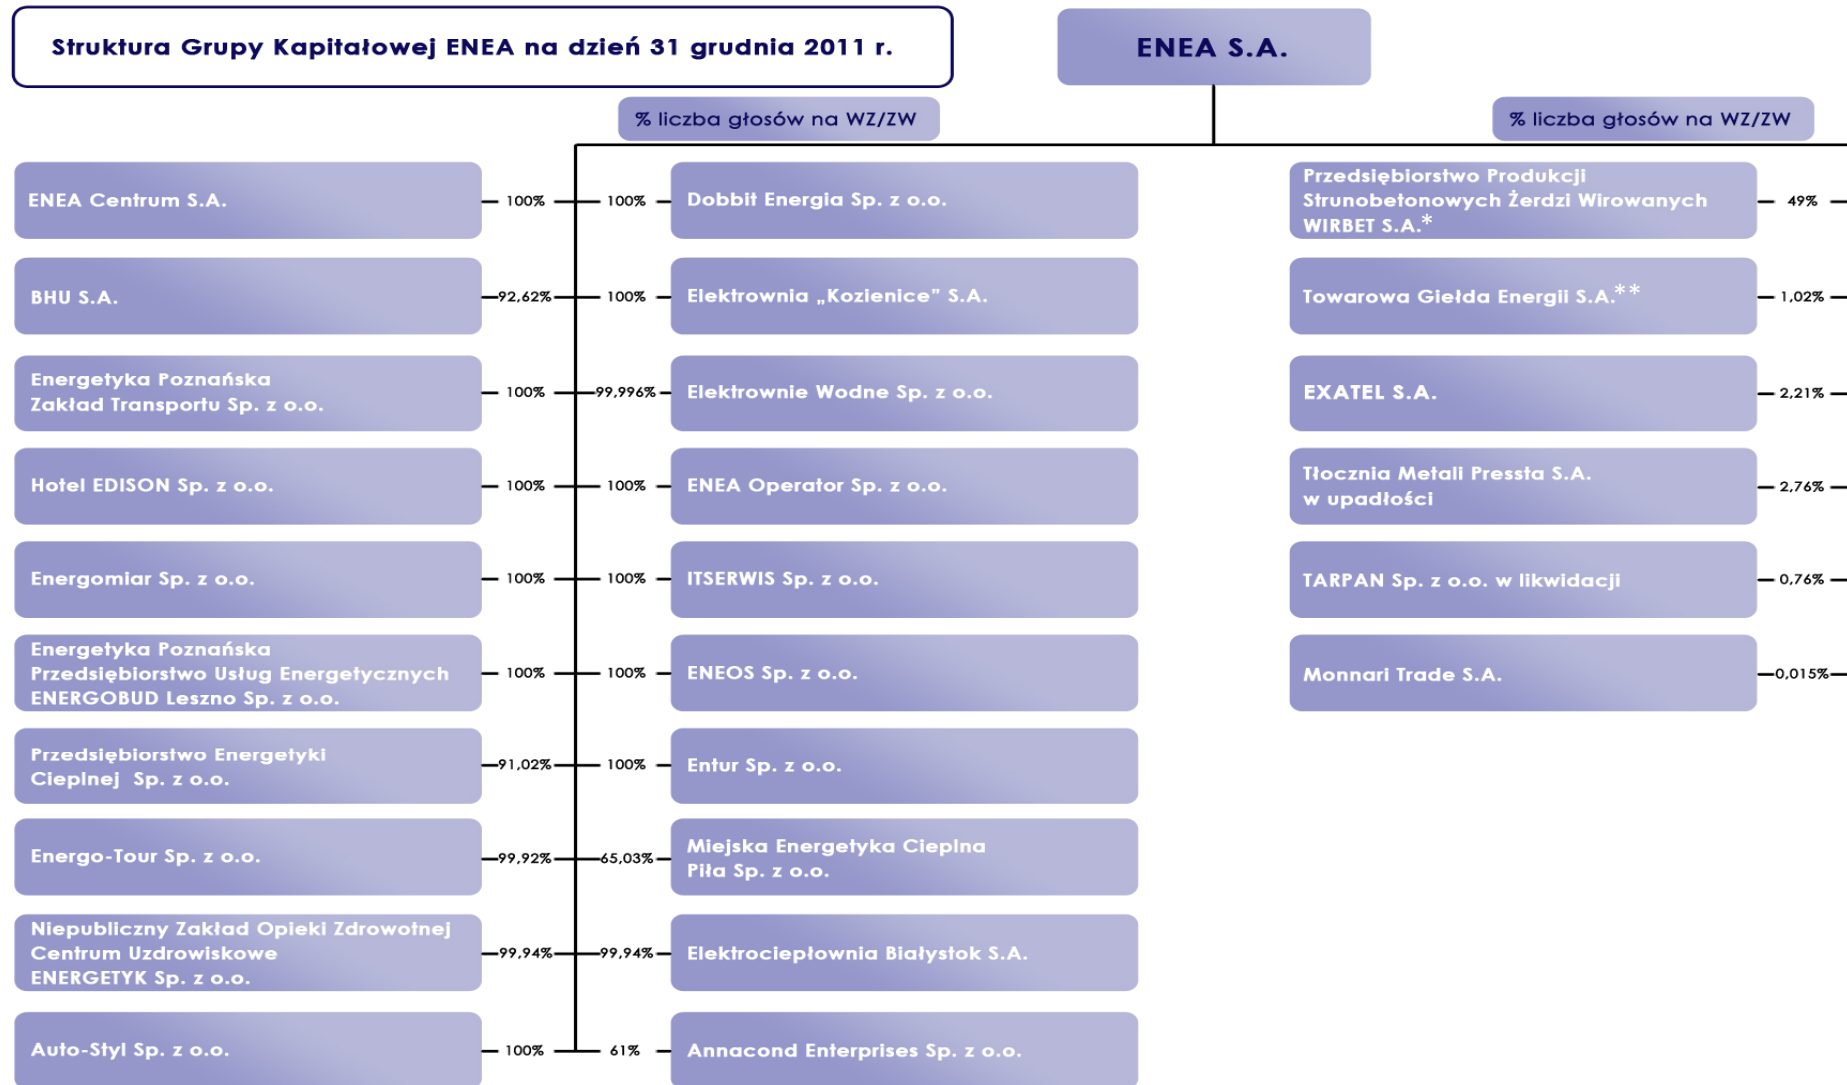 Struktura Grupy Kapitałowej ENEA na dzień 31 grudnia 2011 r.
ENEA S.A.
% liczba głosów na WZ/ZW
% liczba głosów na WZ/ZW
ENEA Centrum S.A.
100%
100%
Dobbit Energia Sp. z o.o.
Przedsiębiorstwo Produkcji
Strunobetonowych Żerdzi Wirowanych
WIRBET S.A.*
49%
BHU S.A.
92,62%
100%
Elektrownia „Kozienice” S.A.
Towarowa Giełda Energii S.A.**
1,02%
Energetyka Poznańska
Zakład Transportu Sp. z o.o.
100%
99,996%
Elektrownie Wodne Sp. z o.o.
EXATEL S.A.
2,21%
Hotel EDISON Sp. z o.o.
100%
100%
ENEA Operator Sp. z o.o.
Tłocznia Metali Pressta S.A.
w upadłości
2,76%
Energomiar Sp. z o.o.
100%
100%
ITSERWIS Sp. z o.o.
TARPAN Sp. z o.o. w likwidacji
0,76%
Energetyka Poznańska
Przedsiębiorstwo Usług Energetycznych
ENERGOBUD Leszno Sp. z o.o.
100%
100%
ENEOS Sp. z o.o.
Monnari Trade S.A.
0,015%
Przedsiębiorstwo Energetyki
Cieplnej Sp. z o.o.
91,02%
100%
Entur Sp. z o.o.
Energo-Tour Sp. z o.o.
99,92%
65,03%
Miejska Energetyka Cieplna
Piła Sp. z o.o.
Niepubliczny Zakład Opieki Zdrowotnej
Centrum Uzdrowiskowe
ENERGETYK Sp. z o.o.
99,94%
99,94%
Elektrociepłownia Białystok S.A.
Auto-Styl Sp. z o.o.
100%
61%
Annacond Enterprises Sp. z o.o.